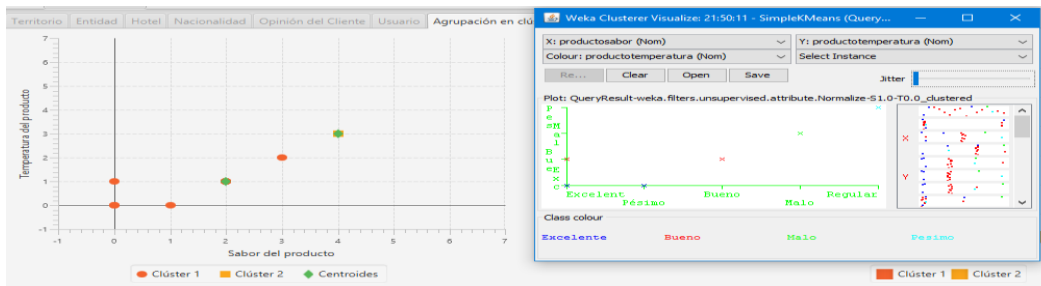 Territorio Entidad Hotel Nacionalidad Opinión del Cliente Usuario Agrupación en clú
Temperatura del producto
7
6
5
4
3
2
1
0
-1
-1 0 1 2 3 4 5 6 7
Sabor del producto
Clúster 1 Clúster 2 Centroides
Weka Clusterer Visualize: 21:50:11 - SimpleKMeans (Query...
X: productosabor (Nom) Y: productotemperatura (Nom)
Colour: productotemperatura (Nom) Select Instance
Re... Clear Open Save Jitter
Plot: QueryResult-weka.filters.unsupervised.attribute.Normalize-S1.0-T0.0_clustered
Excelent Bueno Regular
Pésimo Malo
X
Y
Class colour
Excelente Bueno Malo Pesimo
Clúster 1 Clúster 2